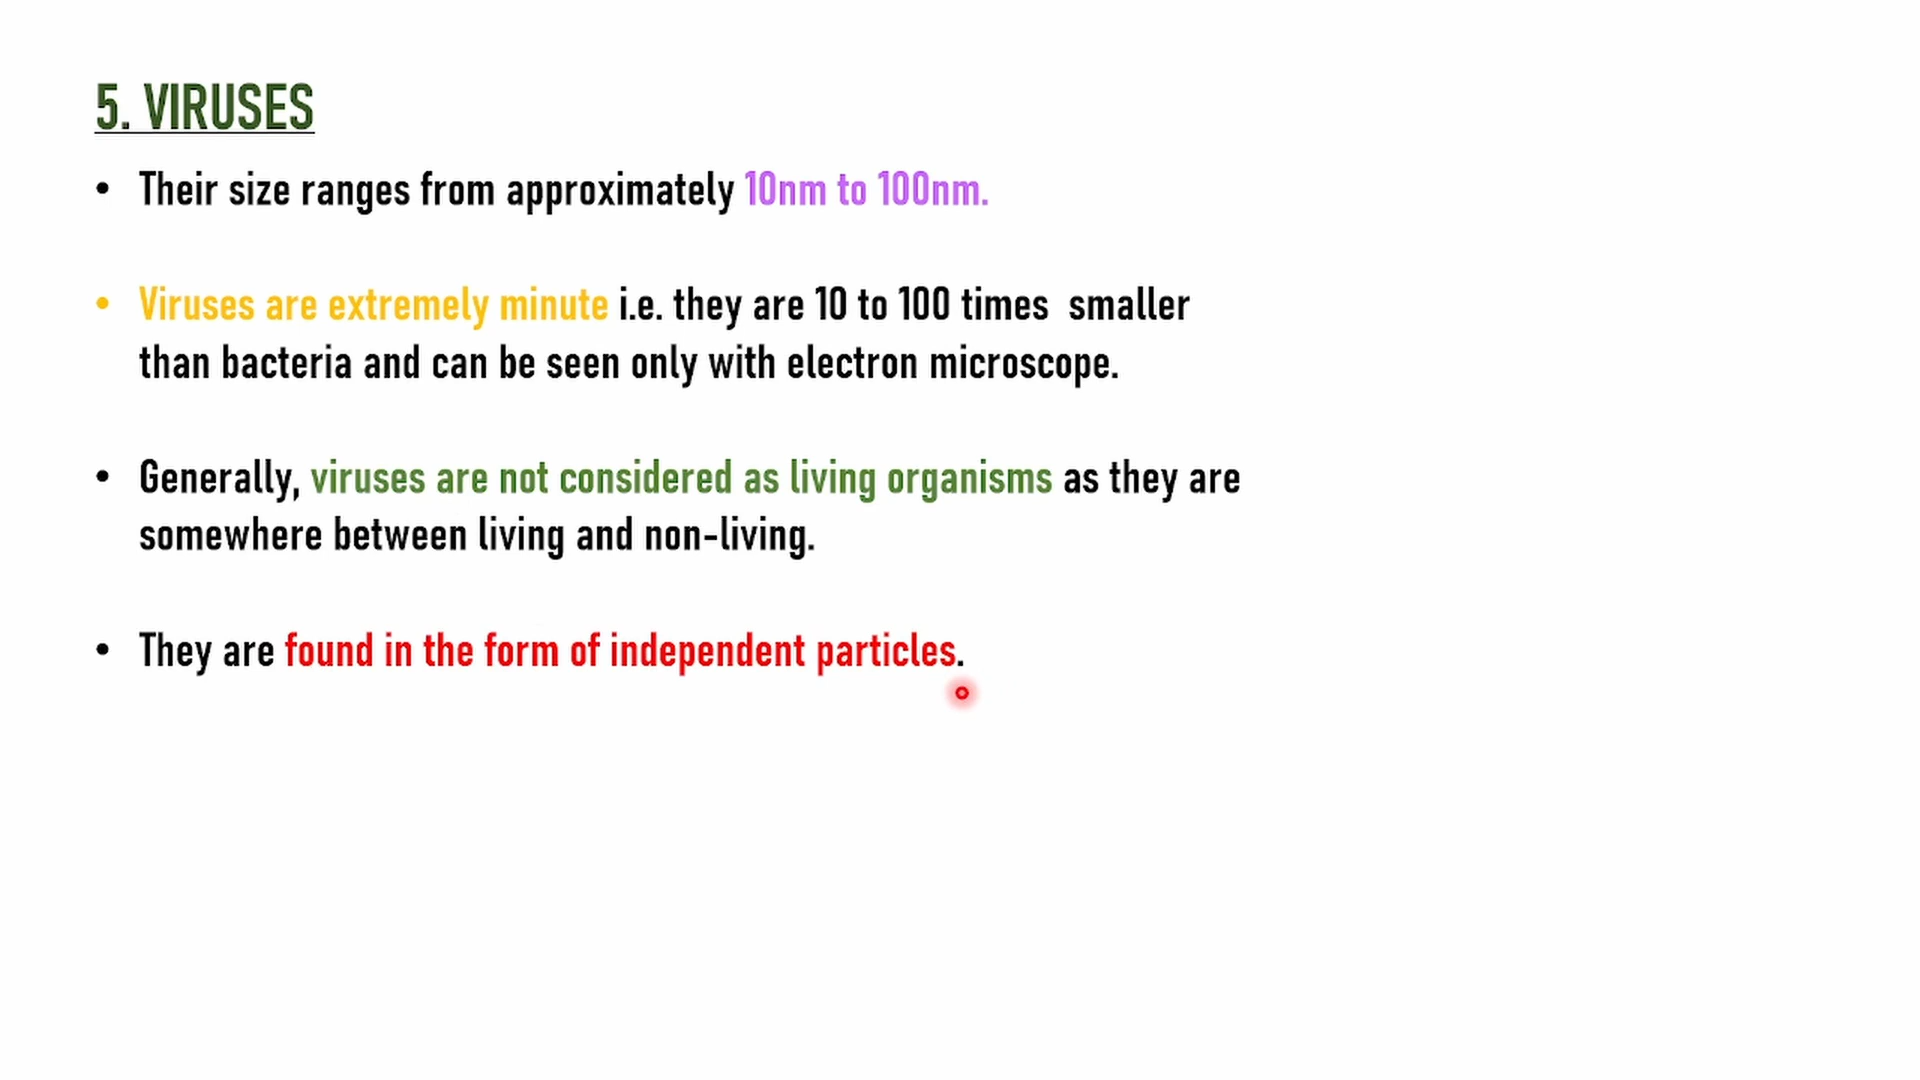 5. VIRUSES
• Their size ranges from approximately 10nm to 100nm.
• Viruses are extremely minute i.e. they are 10 to 100 times  smaller
than bacteria and can be seen only with electron microscope.
• Generally, viruses are not considered as living organisms as they are
somewhere between living and non-living.
• They are found in the form of independent particles.